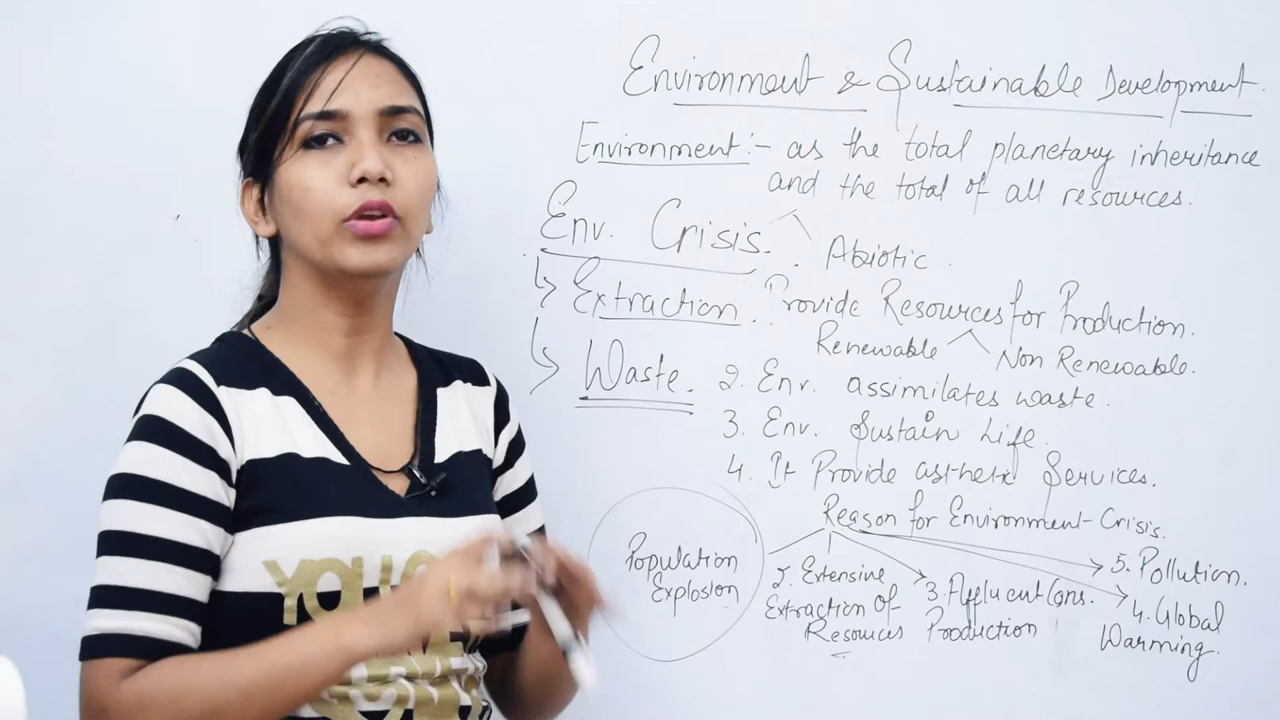 Environment & Sustainable Development.
Environment:- as the total planetary inheritance
and the total of all resources.
Env. Crisis.
Abiotic
Extraction. Provide Resources for Production.
Renewable Non Renewable.
Waste. 2. Env. assimilates waste.
3. Env. Sustain Life.
4. It Provide asthetic Services.
Reason for Environment-Crisis.
Population
Explosion
2. Extensive
Extraction Of
Resources
3. Affluent Cons.
Production
4. Global
Warming.
5. Pollution.
YOU